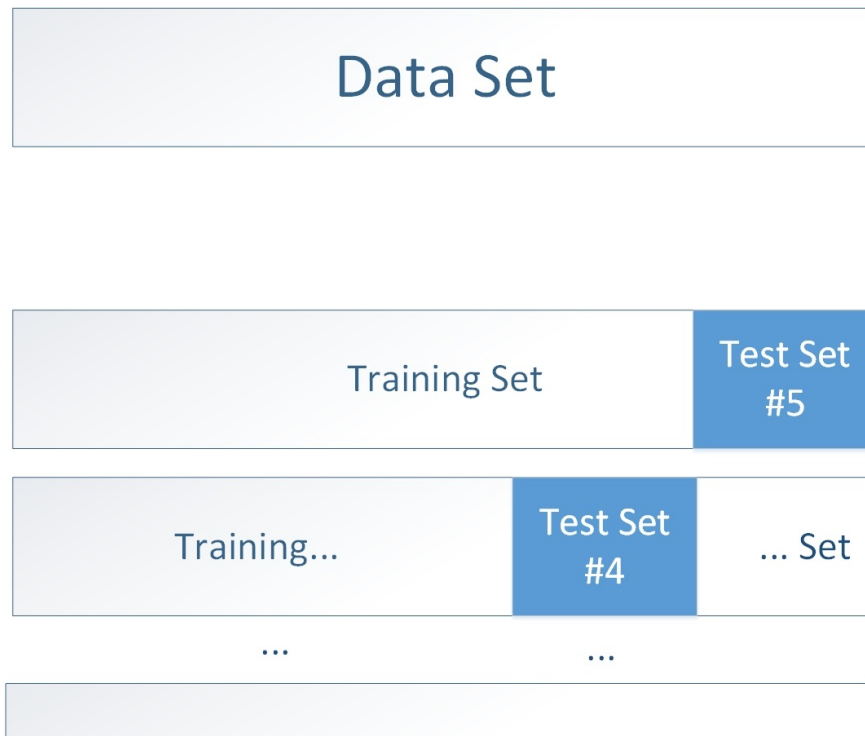 Data Set
Training Set
Test Set
#5
Training...
Test Set
#4
... Set
...
...